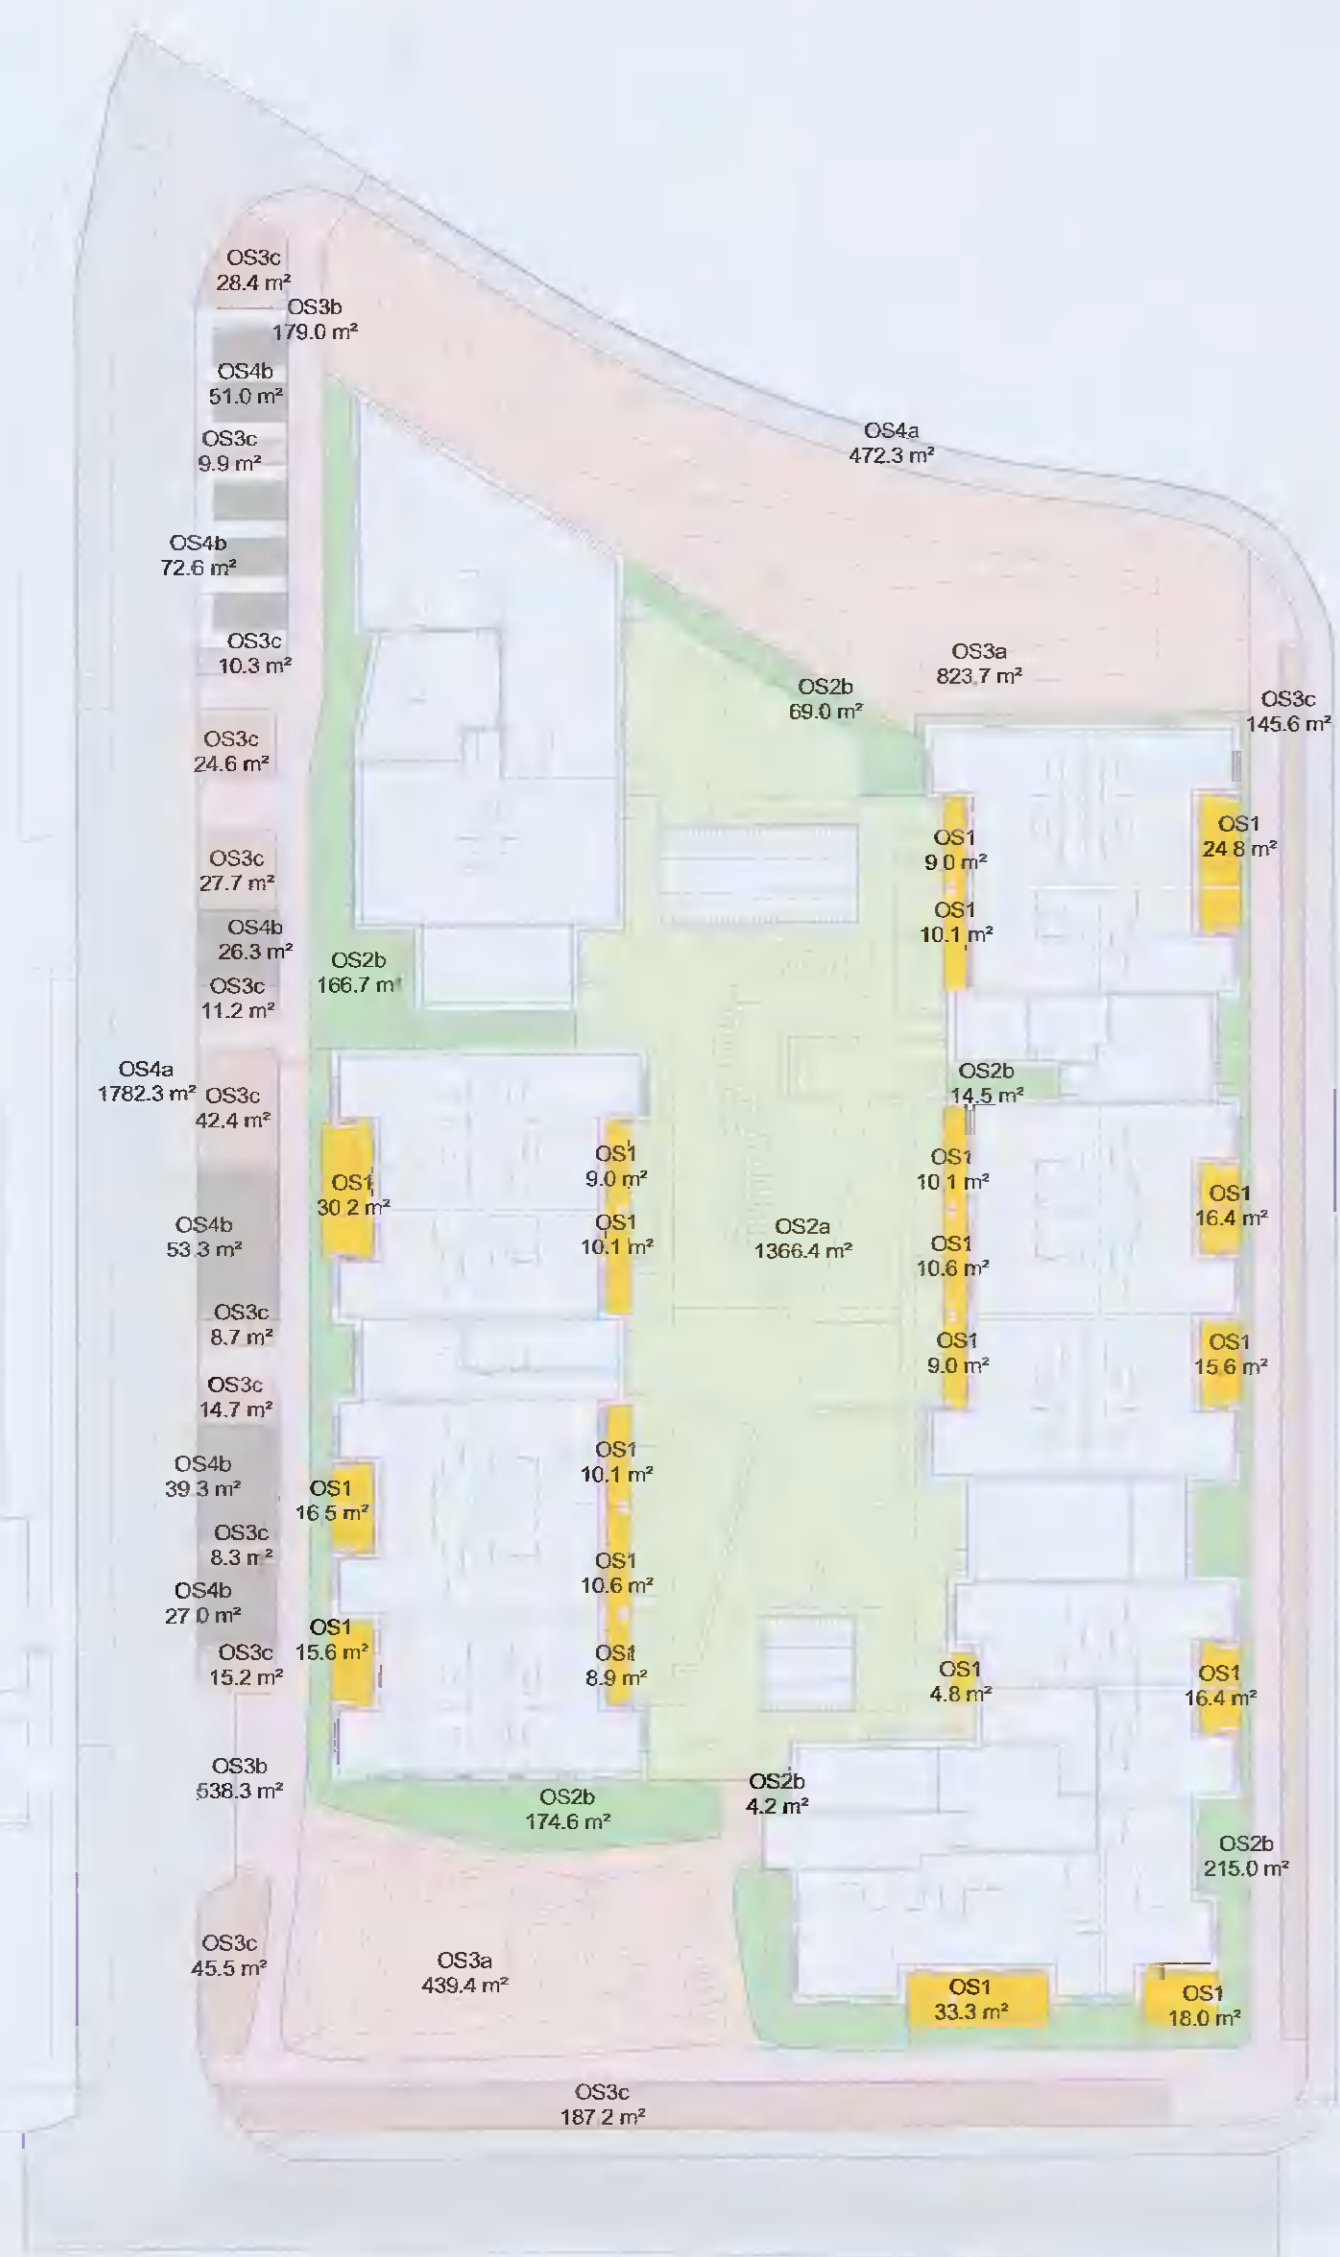 OS3c
28.4 m²
OS3b
179.0 m²
OS4b
51.0 m²
OS3c
9.9 m²
OS4a
472.3 m²
OS4b
72.6 m²
OS3c
10.3 m²
OS3a
823.7 m²
OS2b
69.0 m²
OS3c
145.6 m²
OS3c
24.6 m²
OS1
24.8 m²
OS1
9.0 m²
OS3c
27.7 m²
OS1
10.1 m²
OS4b
26.3 m²
OS2b
166.7 m²
OS3c
11.2 m²
OS4a
1782.3 m²
OS2b
14.5 m²
OS3c
42.4 m²
OS1
9.0 m²
OS1
10.1 m²
OS1
30.2 m²
OS1
16.4 m²
OS4b
53.3 m²
OS1
10.1 m²
OS2a
1366.4 m²
OS1
10.6 m²
OS3c
8.7 m²
OS1
9.0 m²
OS1
15.6 m²
OS3c
14.7 m²
OS1
10.1 m²
OS4b
39.3 m²
OS1
16.5 m²
OS3c
8.3 m²
OS1
10.6 m²
OS4b
27.0 m²
OS1
15.6 m²
OS3c
15.2 m²
OS1
8.9 m²
OS1
4.8 m²
OS1
16.4 m²
OS3b
538.3 m²
OS2b
174.6 m²
OS2b
4.2 m²
OS2b
215.0 m²
OS3c
45.5 m²
OS3a
439.4 m²
OS1
33.3 m²
OS1
18.0 m²
OS3c
187.2 m²